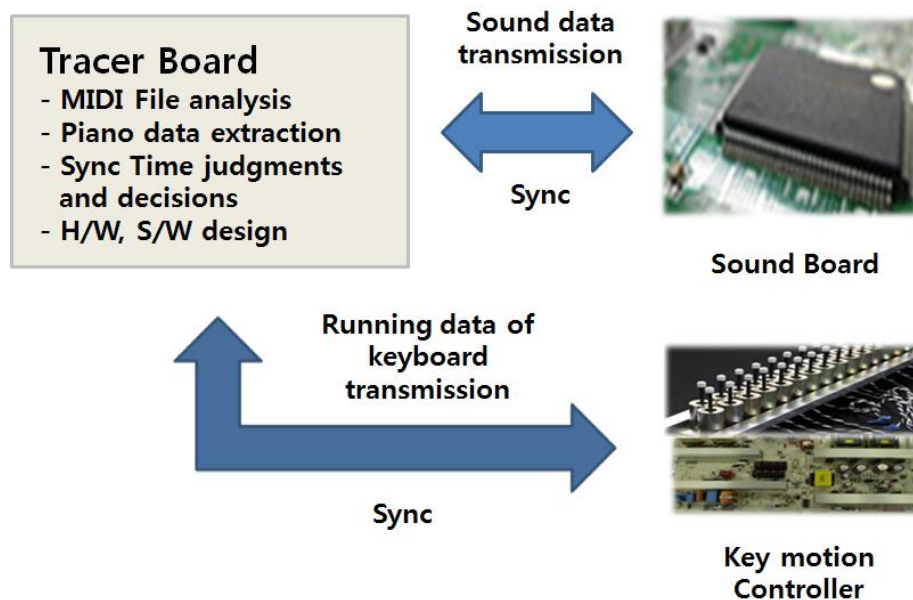 Tracer Board
- MIDI File analysis
- Piano data extraction
- Sync Time judgments
and decisions
- H/W, S/W design
Sound data
transmission
Sync
Sound Board
Running data of
keyboard
transmission
Sync
Key motion
Controller